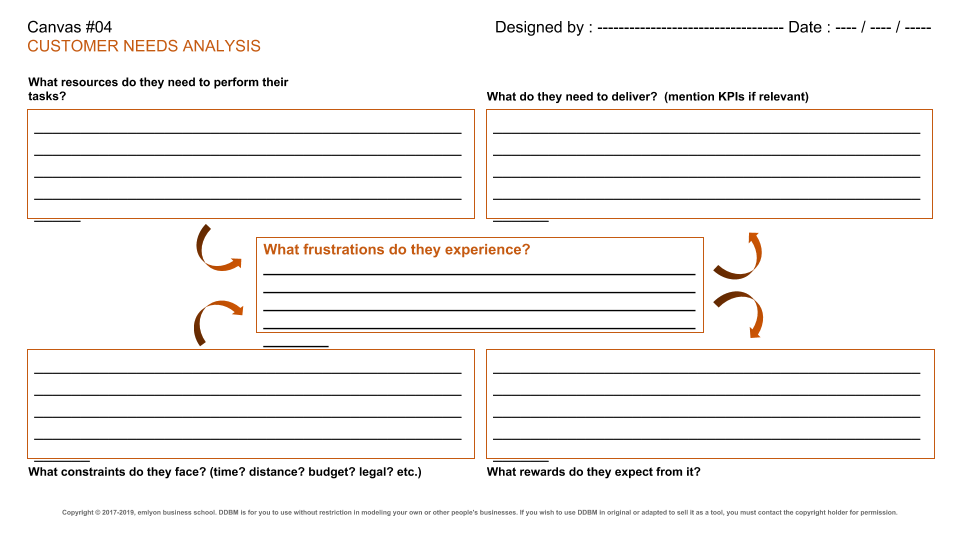 Canvas #04
CUSTOMER NEEDS ANALYSIS
Designed by : ----------------------------------- Date : ---- / ---- / -----
What resources do they need to perform their
tasks?
What do they need to deliver?  (mention KPIs if relevant)
What frustrations do they experience?
What constraints do they face? (time? distance? budget? legal? etc.)
What rewards do they expect from it?
Copyright © 2017-2019, emlyon business school. DDBM is for you to use without restriction in modeling your own or other people's businesses. If you wish to use DDBM in original or adapted to sell it as a tool, you must contact the copyright holder for permission.